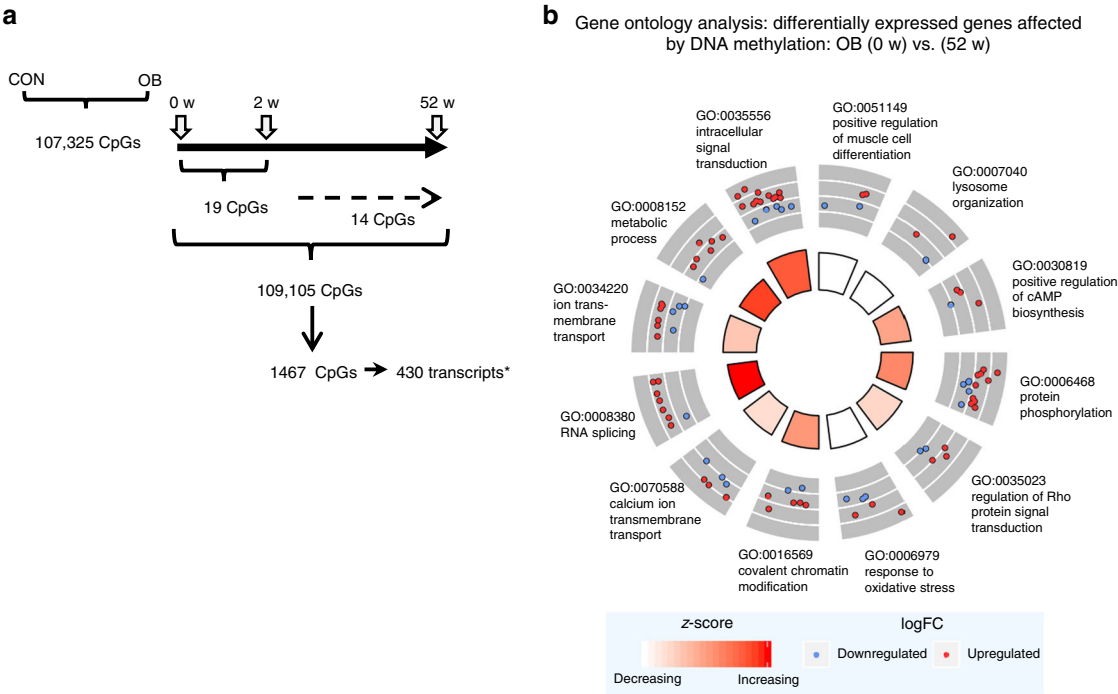 a
CON
OB
107,325 CpGs
0 w
2 w
52 w
19 CpGs
14 CpGs
109,105 CpGs
1467 CpGs
430 transcripts*
b
Gene ontology analysis: differentially expressed genes affected
by DNA methylation: OB (0 w) vs. (52 w)
GO:0035556
intracellular
signal
transduction
GO:0051149
positive regulation
of muscle cell
differentiation
GO:0007040
lysosome
organization
GO:0030819
positive regulation
of cAMP
biosynthesis
GO:0006468
protein
phosphorylation
GO:0035023
regulation of Rho
protein signal
transduction
GO:0006979
response to
oxidative stress
GO:0016569
covalent chromatin
modification
GO:0070588
calcium ion
transmembrane
transport
GO:0008380
RNA splicing
GO:0034220
ion trans-
membrane
transport
GO:0008152
metabolic
process
z-score
Decreasing
Increasing
logFC
Downregulated
Upregulated